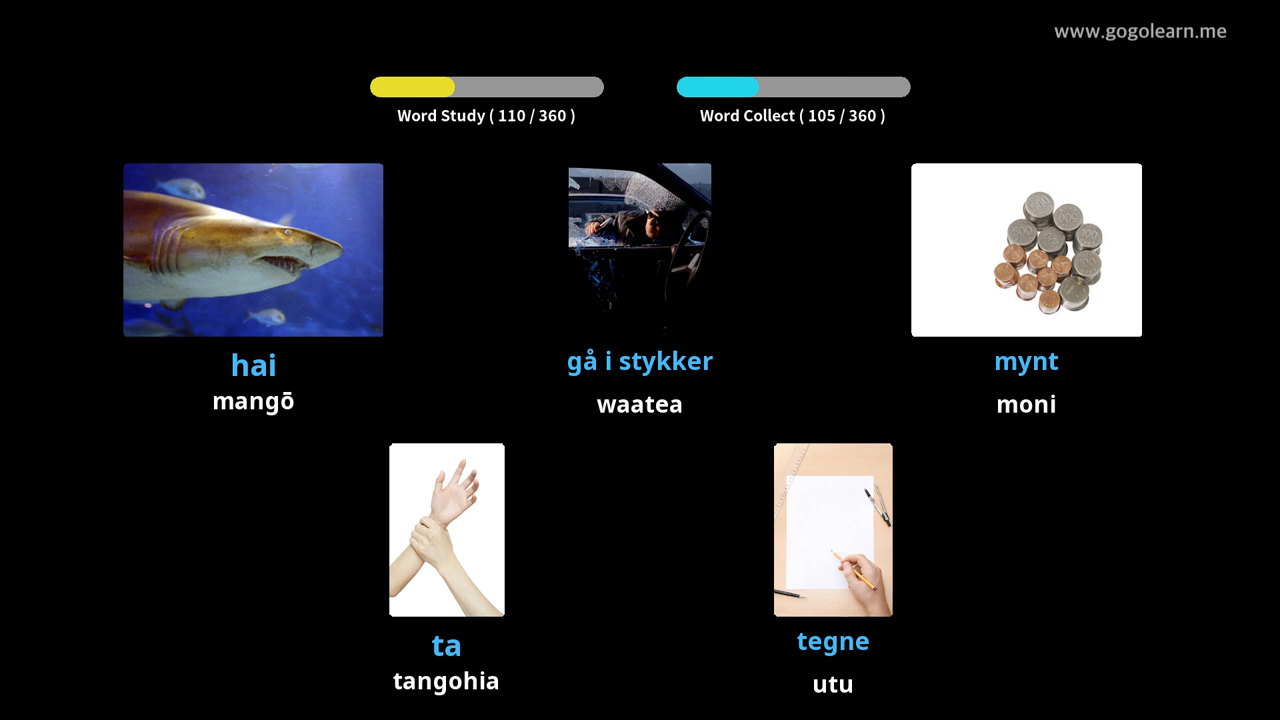 www.gogolearn.me
Word Study ( 110 / 360 )
Word Collect ( 105 / 360 )
hai
mangō
gå i stykker
waatea
mynt
moni
ta
tangohia
tegne
utu